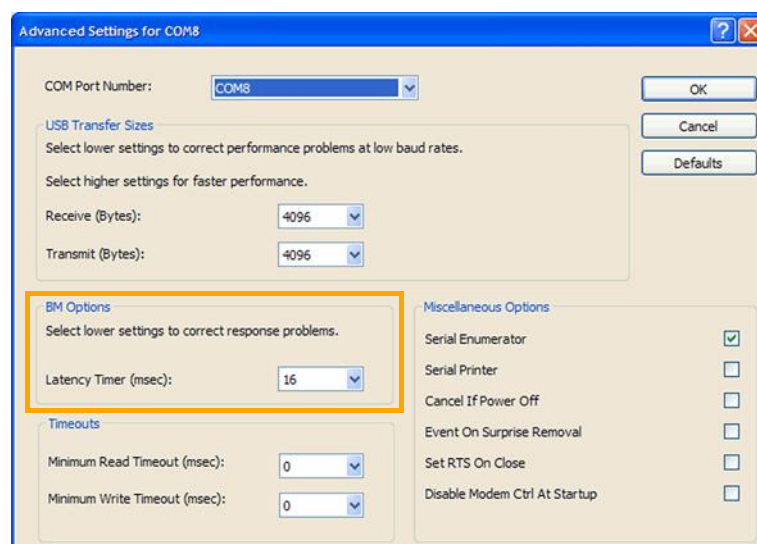 Advanced Settings for COM8
COM Port Number: COM8
OK
USB Transfer Sizes
Cancel
Select lower settings to correct performance problems at low baud rates.
Defaults
Select higher settings for faster performance.
Receive (Bytes): 4096
Transmit (Bytes): 4096
BM Options
Select lower settings to correct response problems.
Latency Timer (msec): 16
Timeouts
Minimum Read Timeout (msec): 0
Minimum Write Timeout (msec): 0
Miscellaneous Options
Serial Enumerator
Serial Printer
Cancel If Power Off
Event On Surprise Removal
Set RTS On Close
Disable Modem Ctrl At Startup